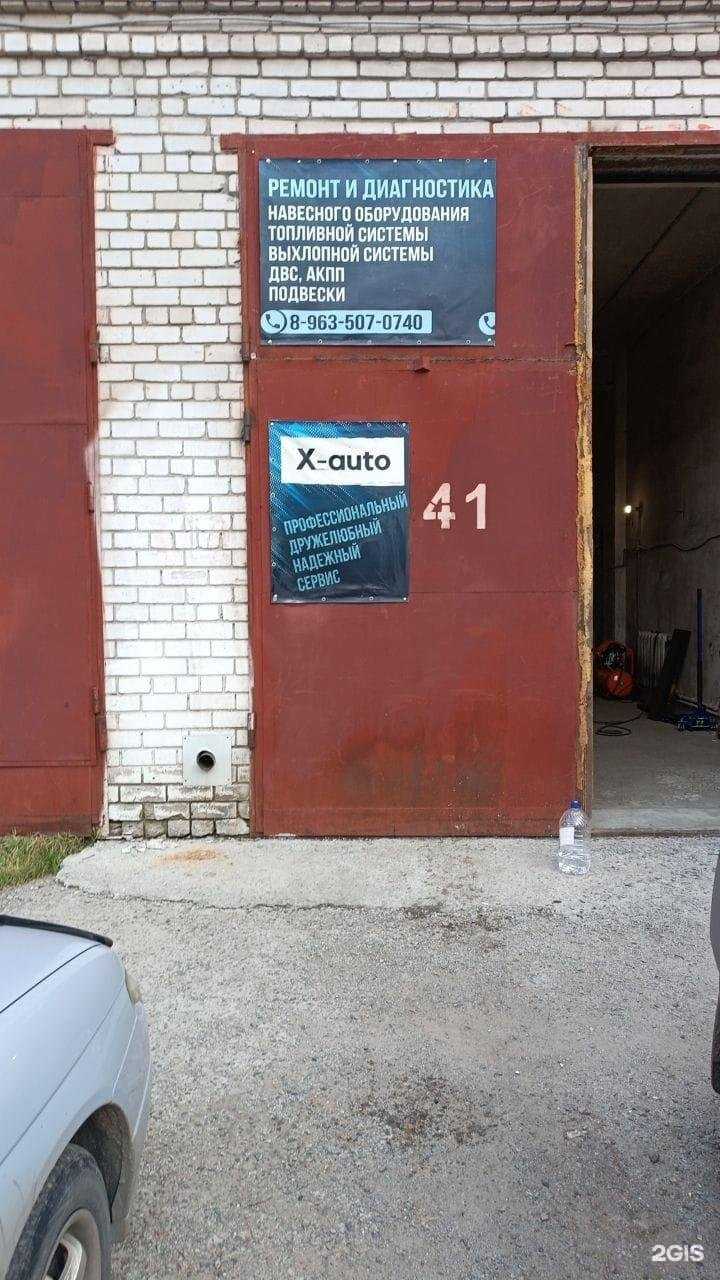 РЕМОНТ И ДИАГНОСТИКА
НАВЕСНОГО ОБОРУДОВАНИЯ
ТОПЛИВНОЙ СИСТЕМЫ
ВЫХЛОПНОЙ СИСТЕМЫ
ДВС, АКПП
ПОДВЕСКИ
8-963-507-0740
X-auto
ПРОФЕССИОНАЛЬНЫЙ
ДРУЖЕЛЮБНЫЙ
НАДЕЖНЫЙ
СЕРВИС
41
2GIS